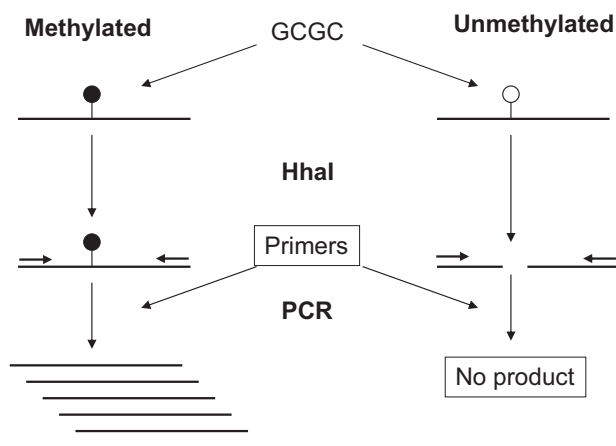 Methylated
GCGC
Unmethylated
HhaI
Primers
PCR
No product